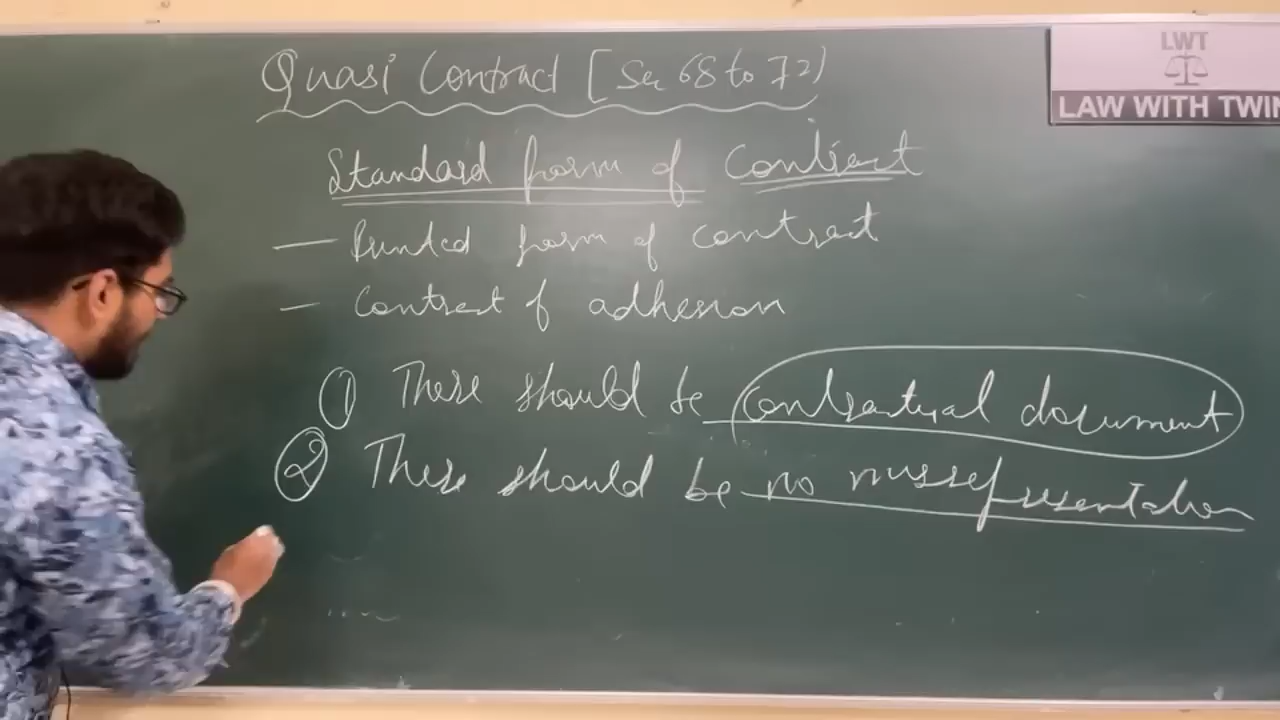 Quasi Contract [Sec 68 to 72)
LWT
LAW WITH TWIN
Standard form of Contract
— Printed form of contract
— Contract of adhesion
① There should be contractual document
② There should be no missrepresentation